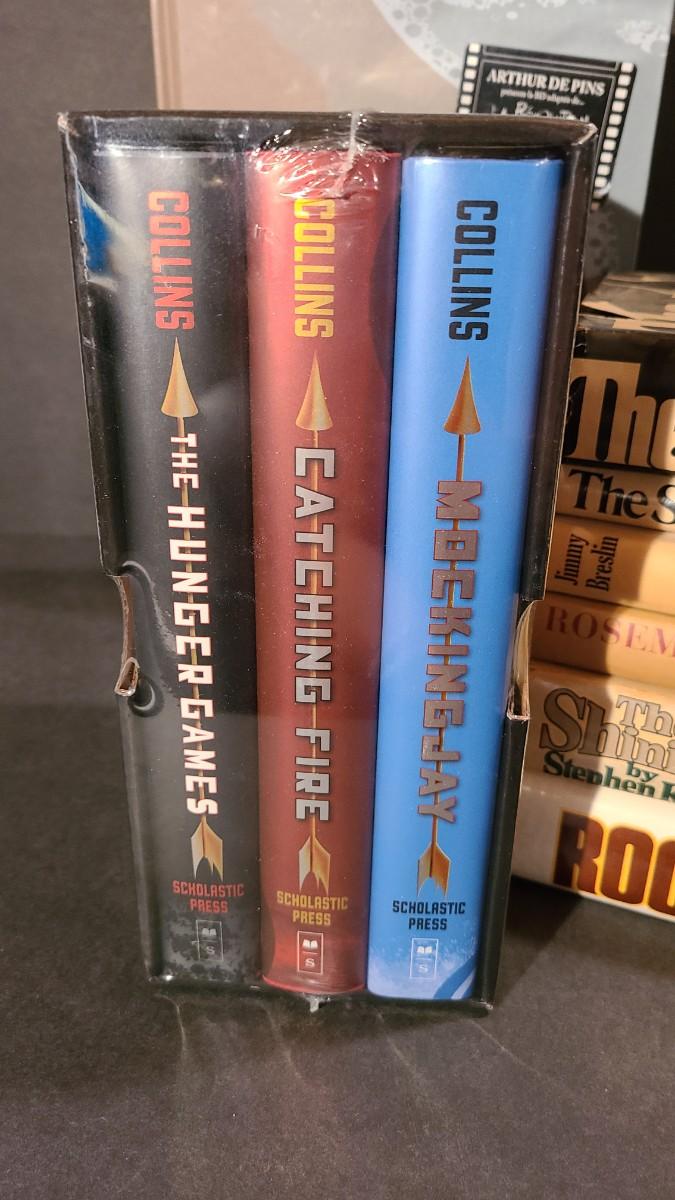 COLLINS
THE HUNGER GAMES
SCHOLASTIC
PRESS
S
COLLINS
CATCHING FIRE
SCHOLASTIC
PRESS
S
COLLINS
MOCKINGJAY
SCHOLASTIC
PRESS
S
ARTHUR DE PINS
The
The S
Jimmy
Breslin
ROSEM
The
Shini
by
Stephen K
ROO